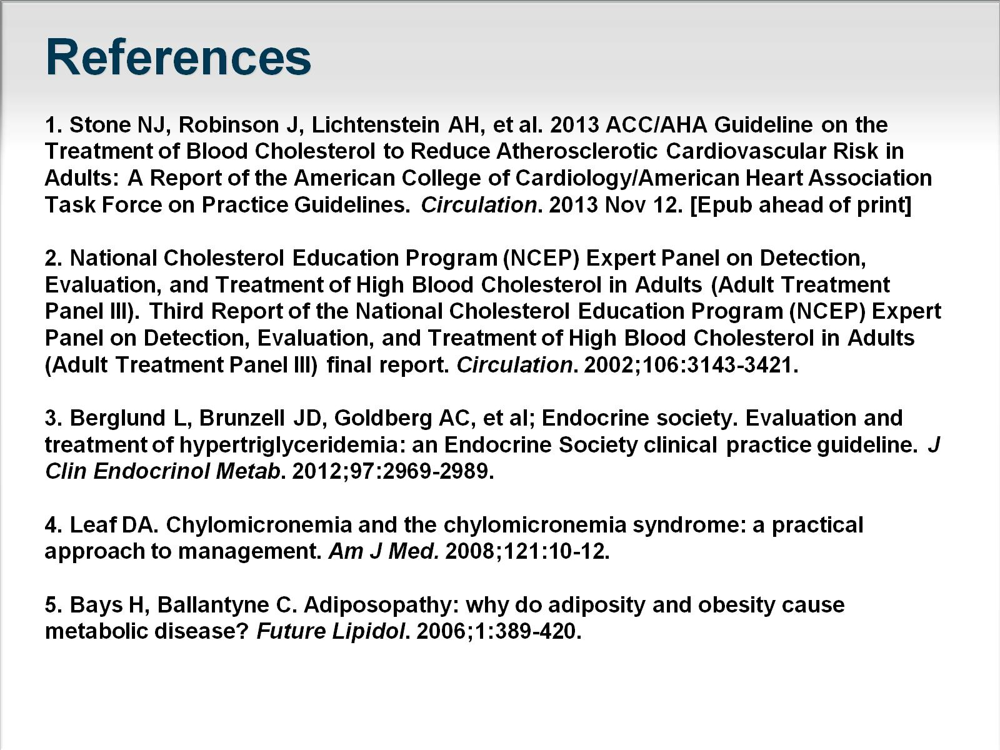 References
1. Stone NJ, Robinson J, Lichtenstein AH, et al. 2013 ACC/AHA Guideline on the
Treatment of Blood Cholesterol to Reduce Atherosclerotic Cardiovascular Risk in
Adults: A Report of the American College of Cardiology/American Heart Association
Task Force on Practice Guidelines. Circulation. 2013 Nov 12. [Epub ahead of print]
2. National Cholesterol Education Program (NCEP) Expert Panel on Detection,
Evaluation, and Treatment of High Blood Cholesterol in Adults (Adult Treatment
Panel III). Third Report of the National Cholesterol Education Program (NCEP) Expert
Panel on Detection, Evaluation, and Treatment of High Blood Cholesterol in Adults
(Adult Treatment Panel III) final report. Circulation. 2002;106:3143-3421.
3. Berglund L, Brunzell JD, Goldberg AC, et al; Endocrine society. Evaluation and
treatment of hypertriglyceridemia: an Endocrine Society clinical practice guideline. J
Clin Endocrinol Metab. 2012;97:2969-2989.
4. Leaf DA. Chylomicronemia and the chylomicronemia syndrome: a practical
approach to management. Am J Med. 2008;121:10-12.
5. Bays H, Ballantyne C. Adiposopathy: why do adiposity and obesity cause
metabolic disease? Future Lipidol. 2006;1:389-420.